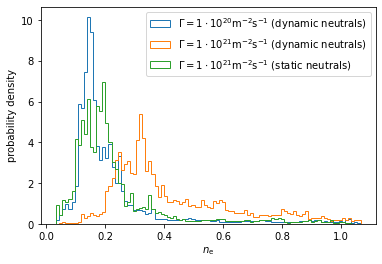 Γ = 1 · 10²⁰m⁻²s⁻¹ (dynamic neutrals)
Γ = 1 · 10²¹m⁻²s⁻¹ (dynamic neutrals)
Γ = 1 · 10²¹m⁻²s⁻¹ (static neutrals)
probability density
10
8
6
4
2
0
0.0 0.2 0.4 0.6 0.8 1.0
nₑ